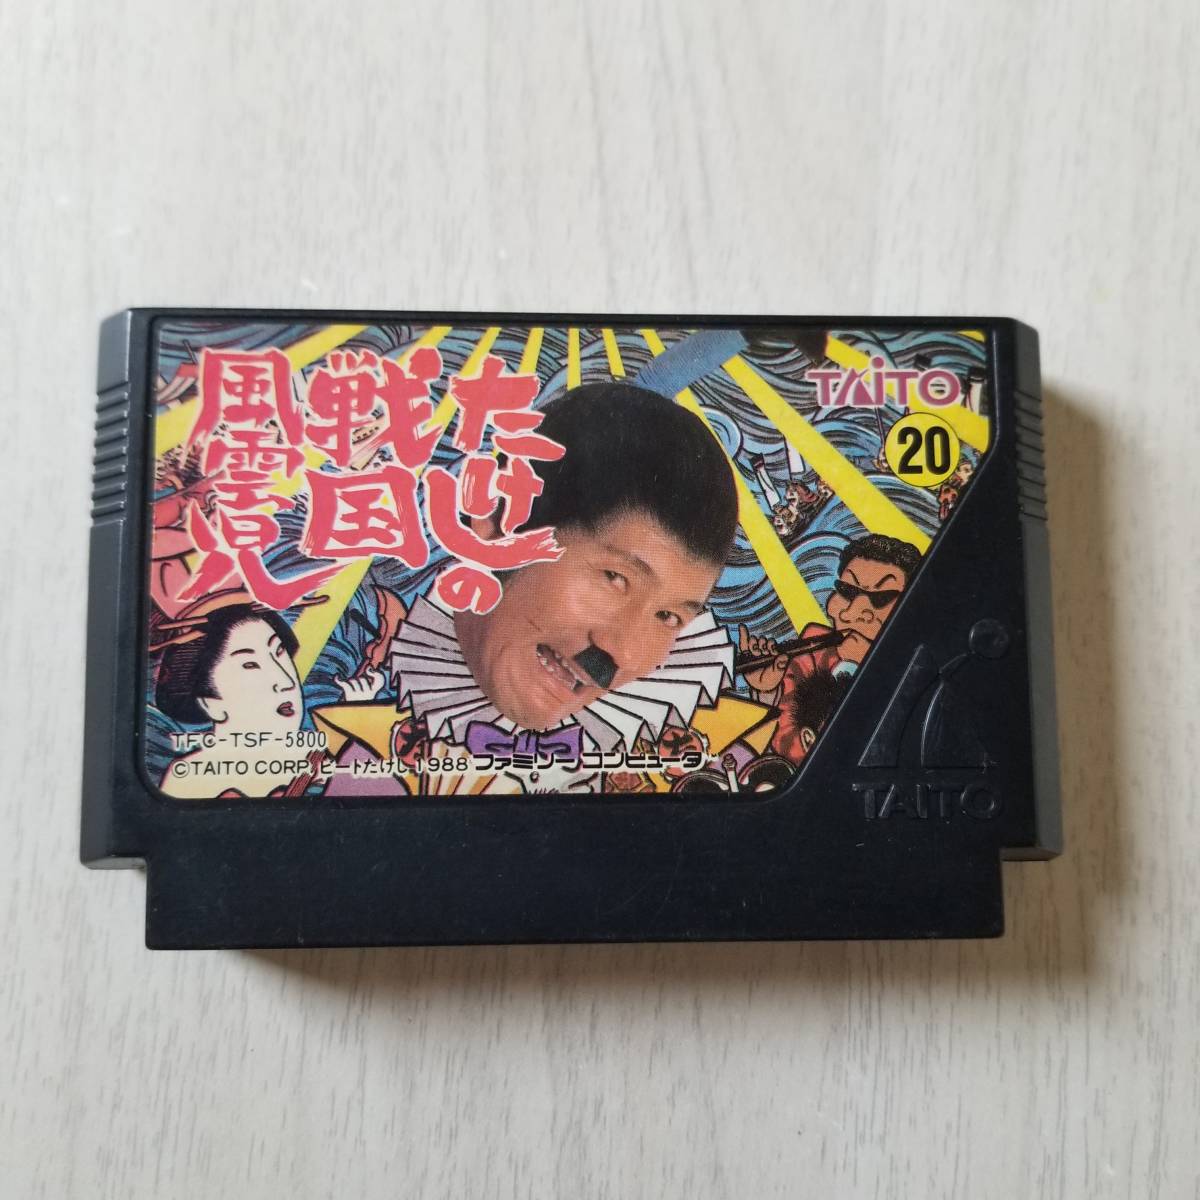 たけしの
戦国
風雲児
TAiTO
20
TFC-TSF-5800
©TAITO CORP. ビートたけし 1988 ファミリーコンピュータ
TAiTO